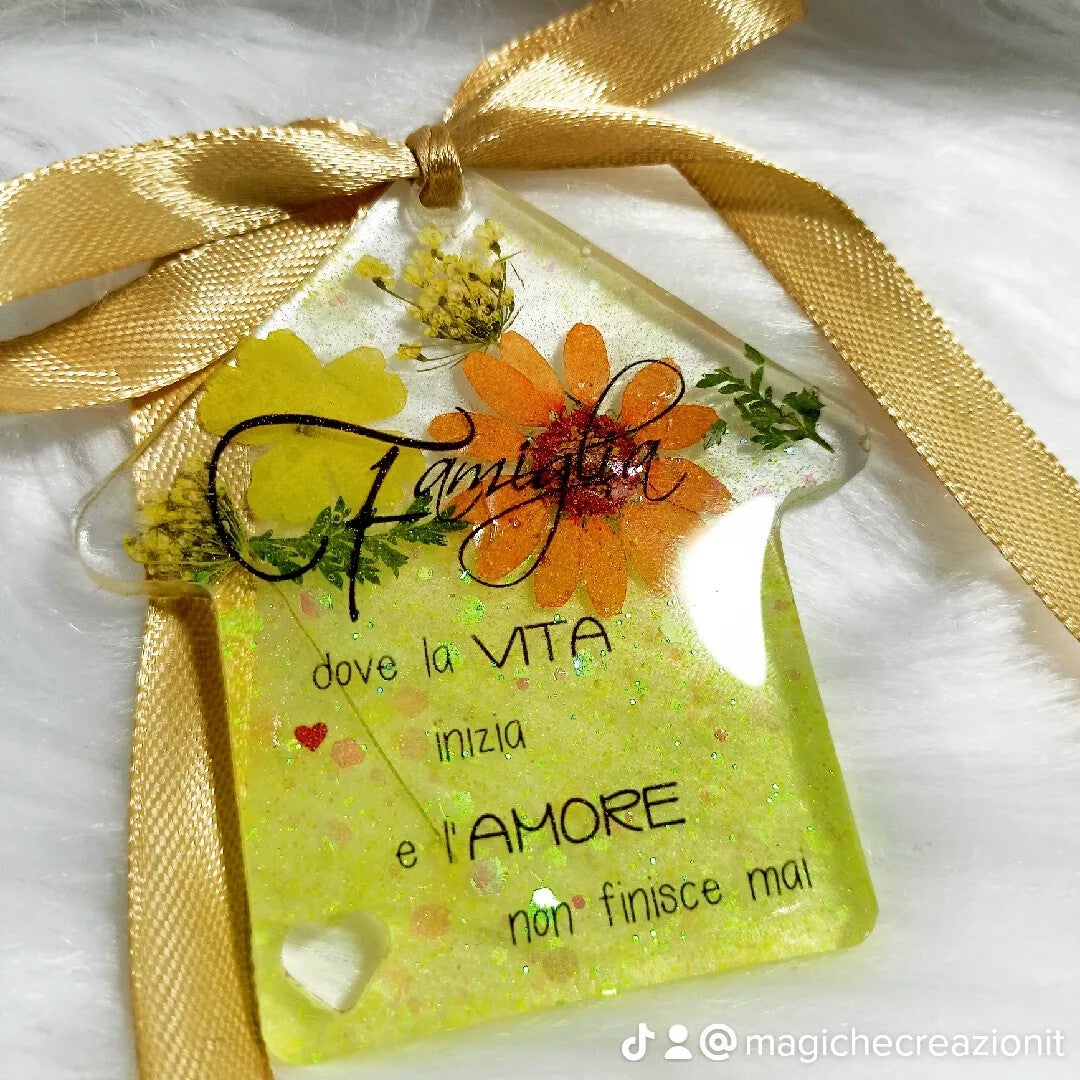 Famiglia
dove la VITA
inizia
e l'AMORE
non finisce mai
@magichecreazionit